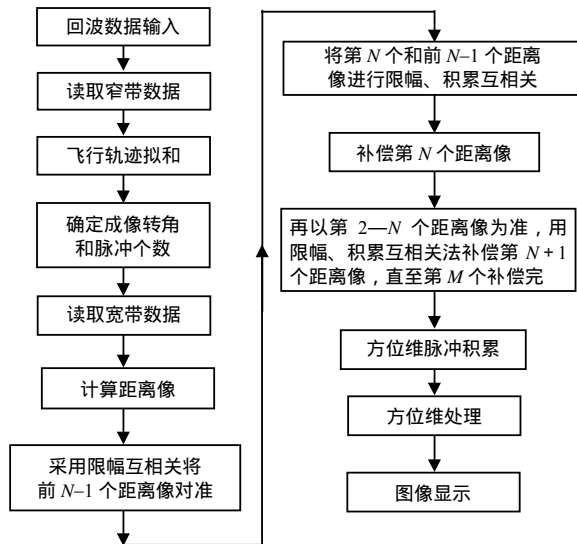 回波数据输入
读取窄带数据
飞行轨迹拟和
确定成像转角
和脉冲个数
读取宽带数据
计算距离像
采用限幅互相关将
前 N–1 个距离像对准
将第 N 个和前 N–1 个距离
像进行限幅、积累互相关
补偿第 N 个距离像
再以第 2—N 个距离像为准，用
限幅、积累互相关法补偿第 N + 1
个距离像，直至第 M 个补偿完
方位维脉冲积累
方位维处理
图像显示